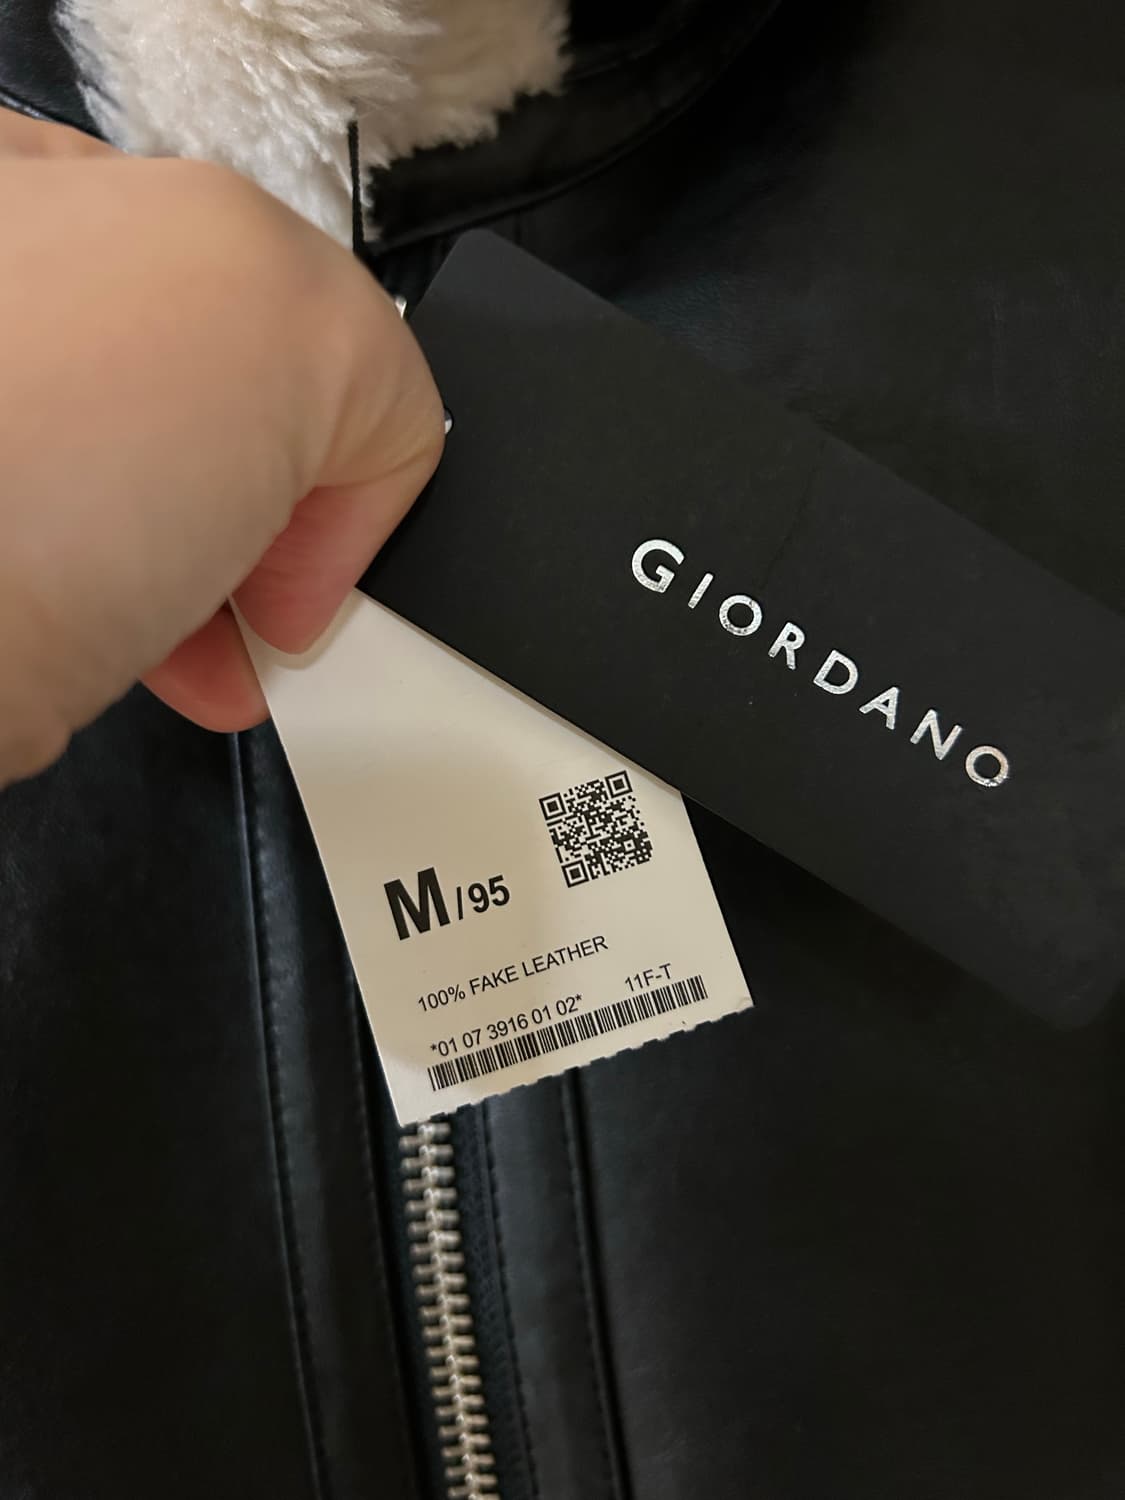 GIORDANO
M/95
100% FAKE LEATHER
*01 07 3916 01 02* 11F-T